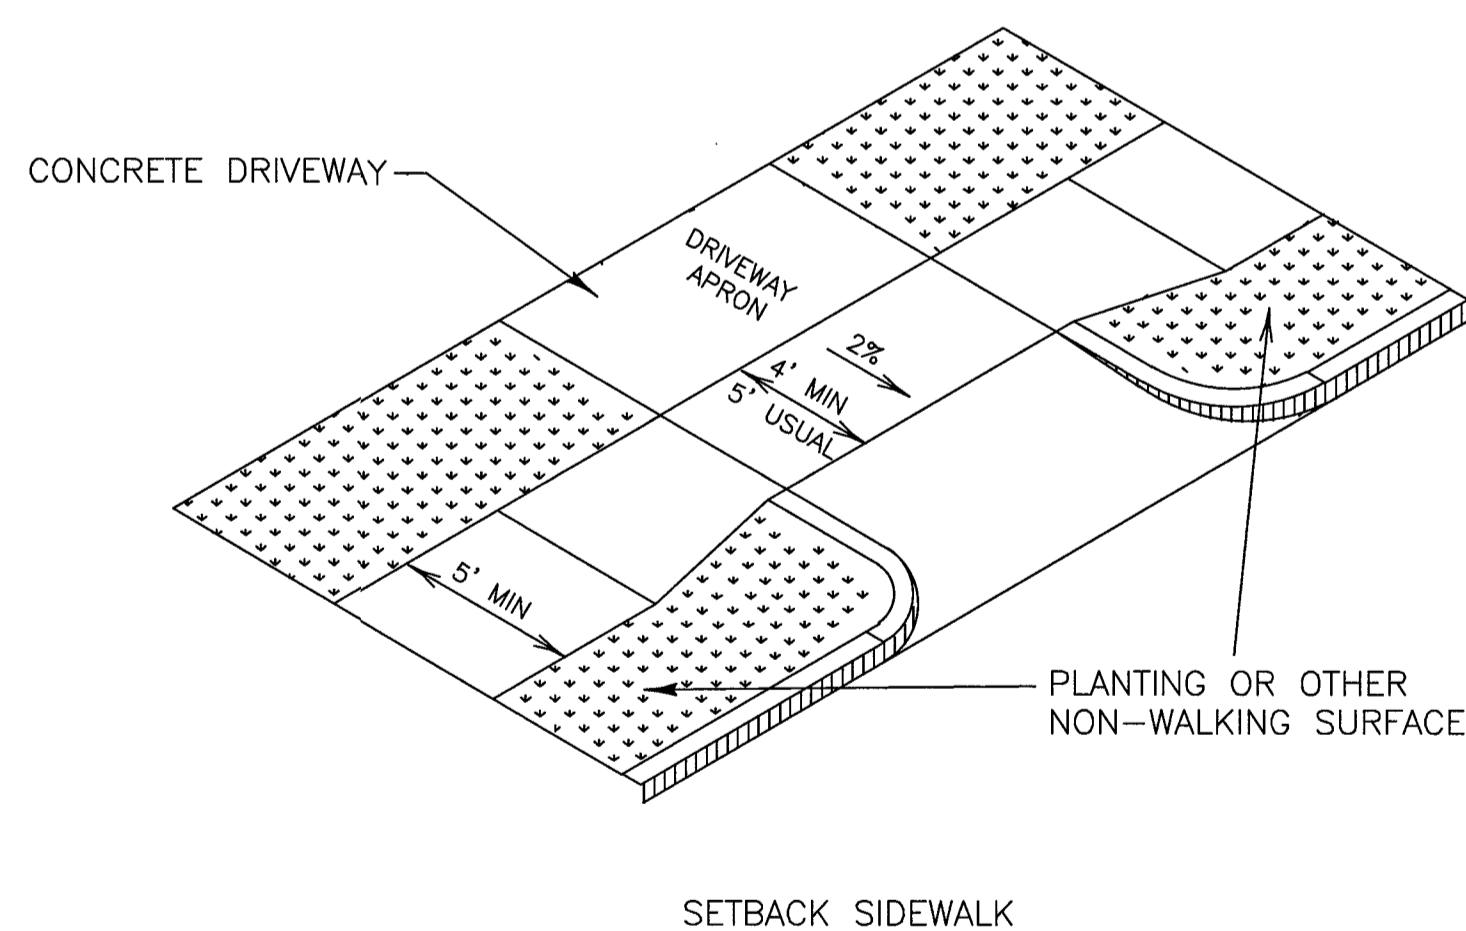 CONCRETE DRIVEWAY
DRIVEWAY
APRON
2%
4' MIN
5' USUAL
5' MIN
PLANTING OR OTHER
NON-WALKING SURFACE
SETBACK SIDEWALK